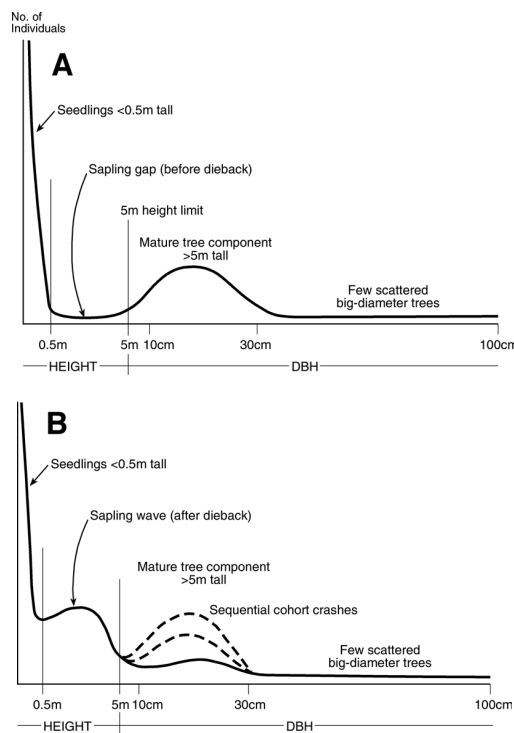 No. of
Individuals
A
Seedlings <0.5m tall
Sapling gap (before dieback)
5m height limit
Mature tree component
>5m tall
Few scattered
big-diameter trees
0.5m 5m 10cm 30cm 100cm
HEIGHT DBH
B
Seedlings <0.5m tall
Sapling wave (after dieback)
Mature tree component
>5m tall
Sequential cohort crashes
Few scattered
big-diameter trees
0.5m 5m 10cm 30cm 100cm
HEIGHT DBH